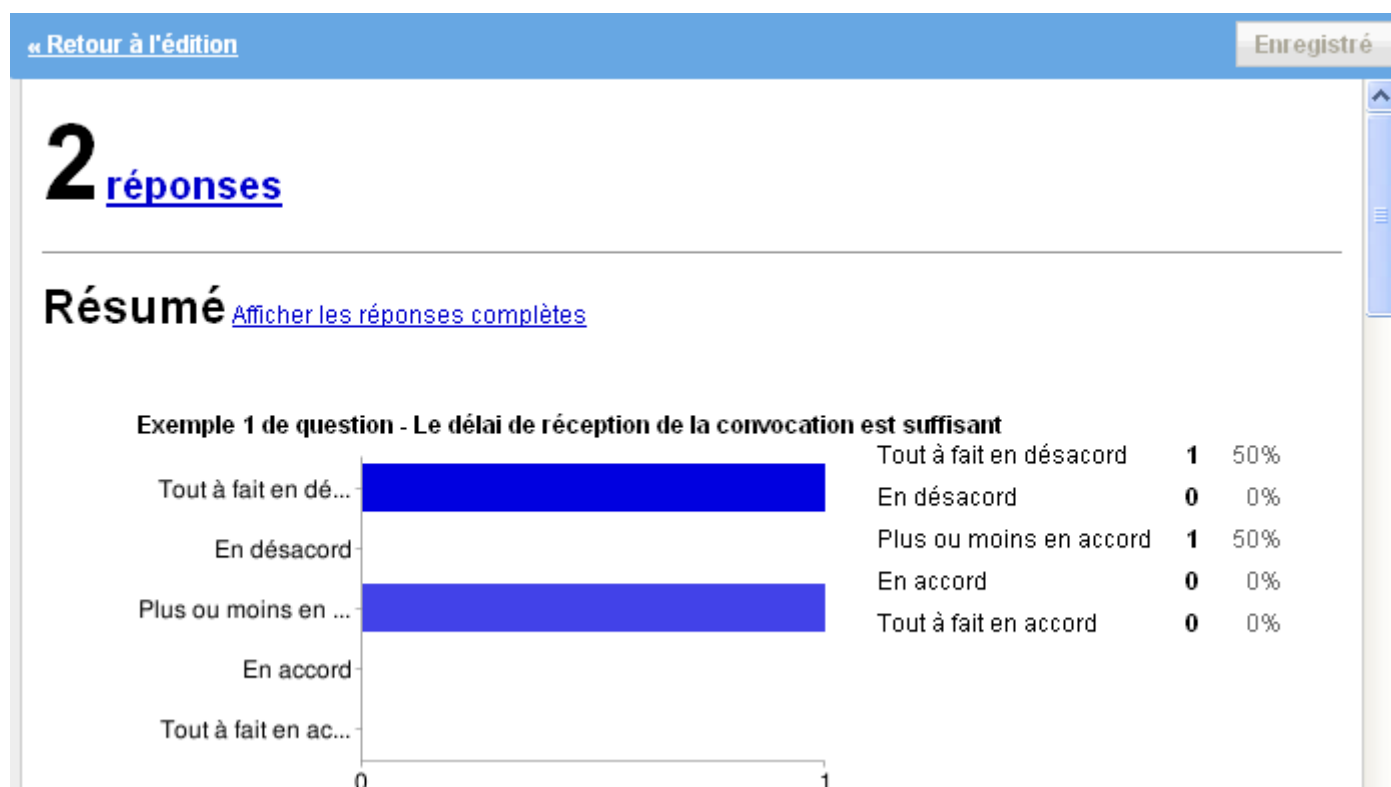 « Retour à l'édition
Enregistré
2 réponses
Résumé Afficher les réponses complètes
Exemple 1 de question - Le délai de réception de la convocation est suffisant
Tout à fait en dé...
En désacord
Plus ou moins en ...
En accord
Tout à fait en ac...
0 1
Tout à fait en désacord 1 50%
En désacord 0 0%
Plus ou moins en accord 1 50%
En accord 0 0%
Tout à fait en accord 0 0%